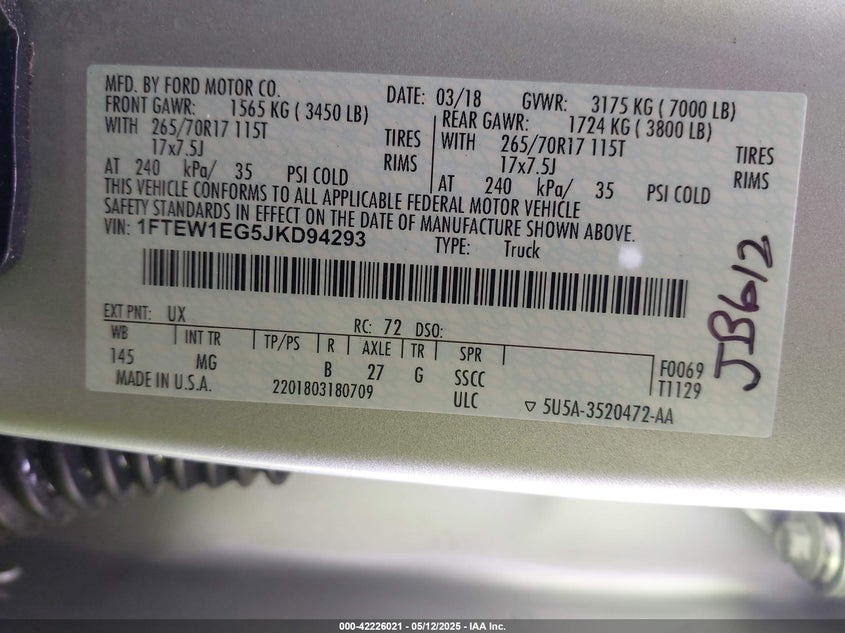 MFD. BY FORD MOTOR CO.
DATE: 03/18 GVWR: 3175 KG ( 7000 LB)
FRONT GAWR: 1565 KG ( 3450 LB)
WITH 265/70R17 115T TIRES
17x7.5J RIMS
AT 240 kPa/ 35 PSI COLD
REAR GAWR: 1724 KG ( 3800 LB)
WITH 265/70R17 115T TIRES
17x7.5J RIMS
AT 240 kPa/ 35 PSI COLD
THIS VEHICLE CONFORMS TO ALL APPLICABLE FEDERAL MOTOR VEHICLE
SAFETY STANDARDS IN EFFECT ON THE DATE OF MANUFACTURE SHOWN ABOVE.
VIN: 1FTEW1EG5JKD94293 TYPE: Truck
EXT PNT: UX RC: 72 DSO:
WB INT TR TP/PS R AXLE TR SPR
145 MG B 27 G SSCC
F0069
T1129
MADE IN U.S.A. 2201803180709 ULC ▽ 5U5A-3520472-AA
JB612
000-42226021 - 05/12/2025 - IAA Inc.